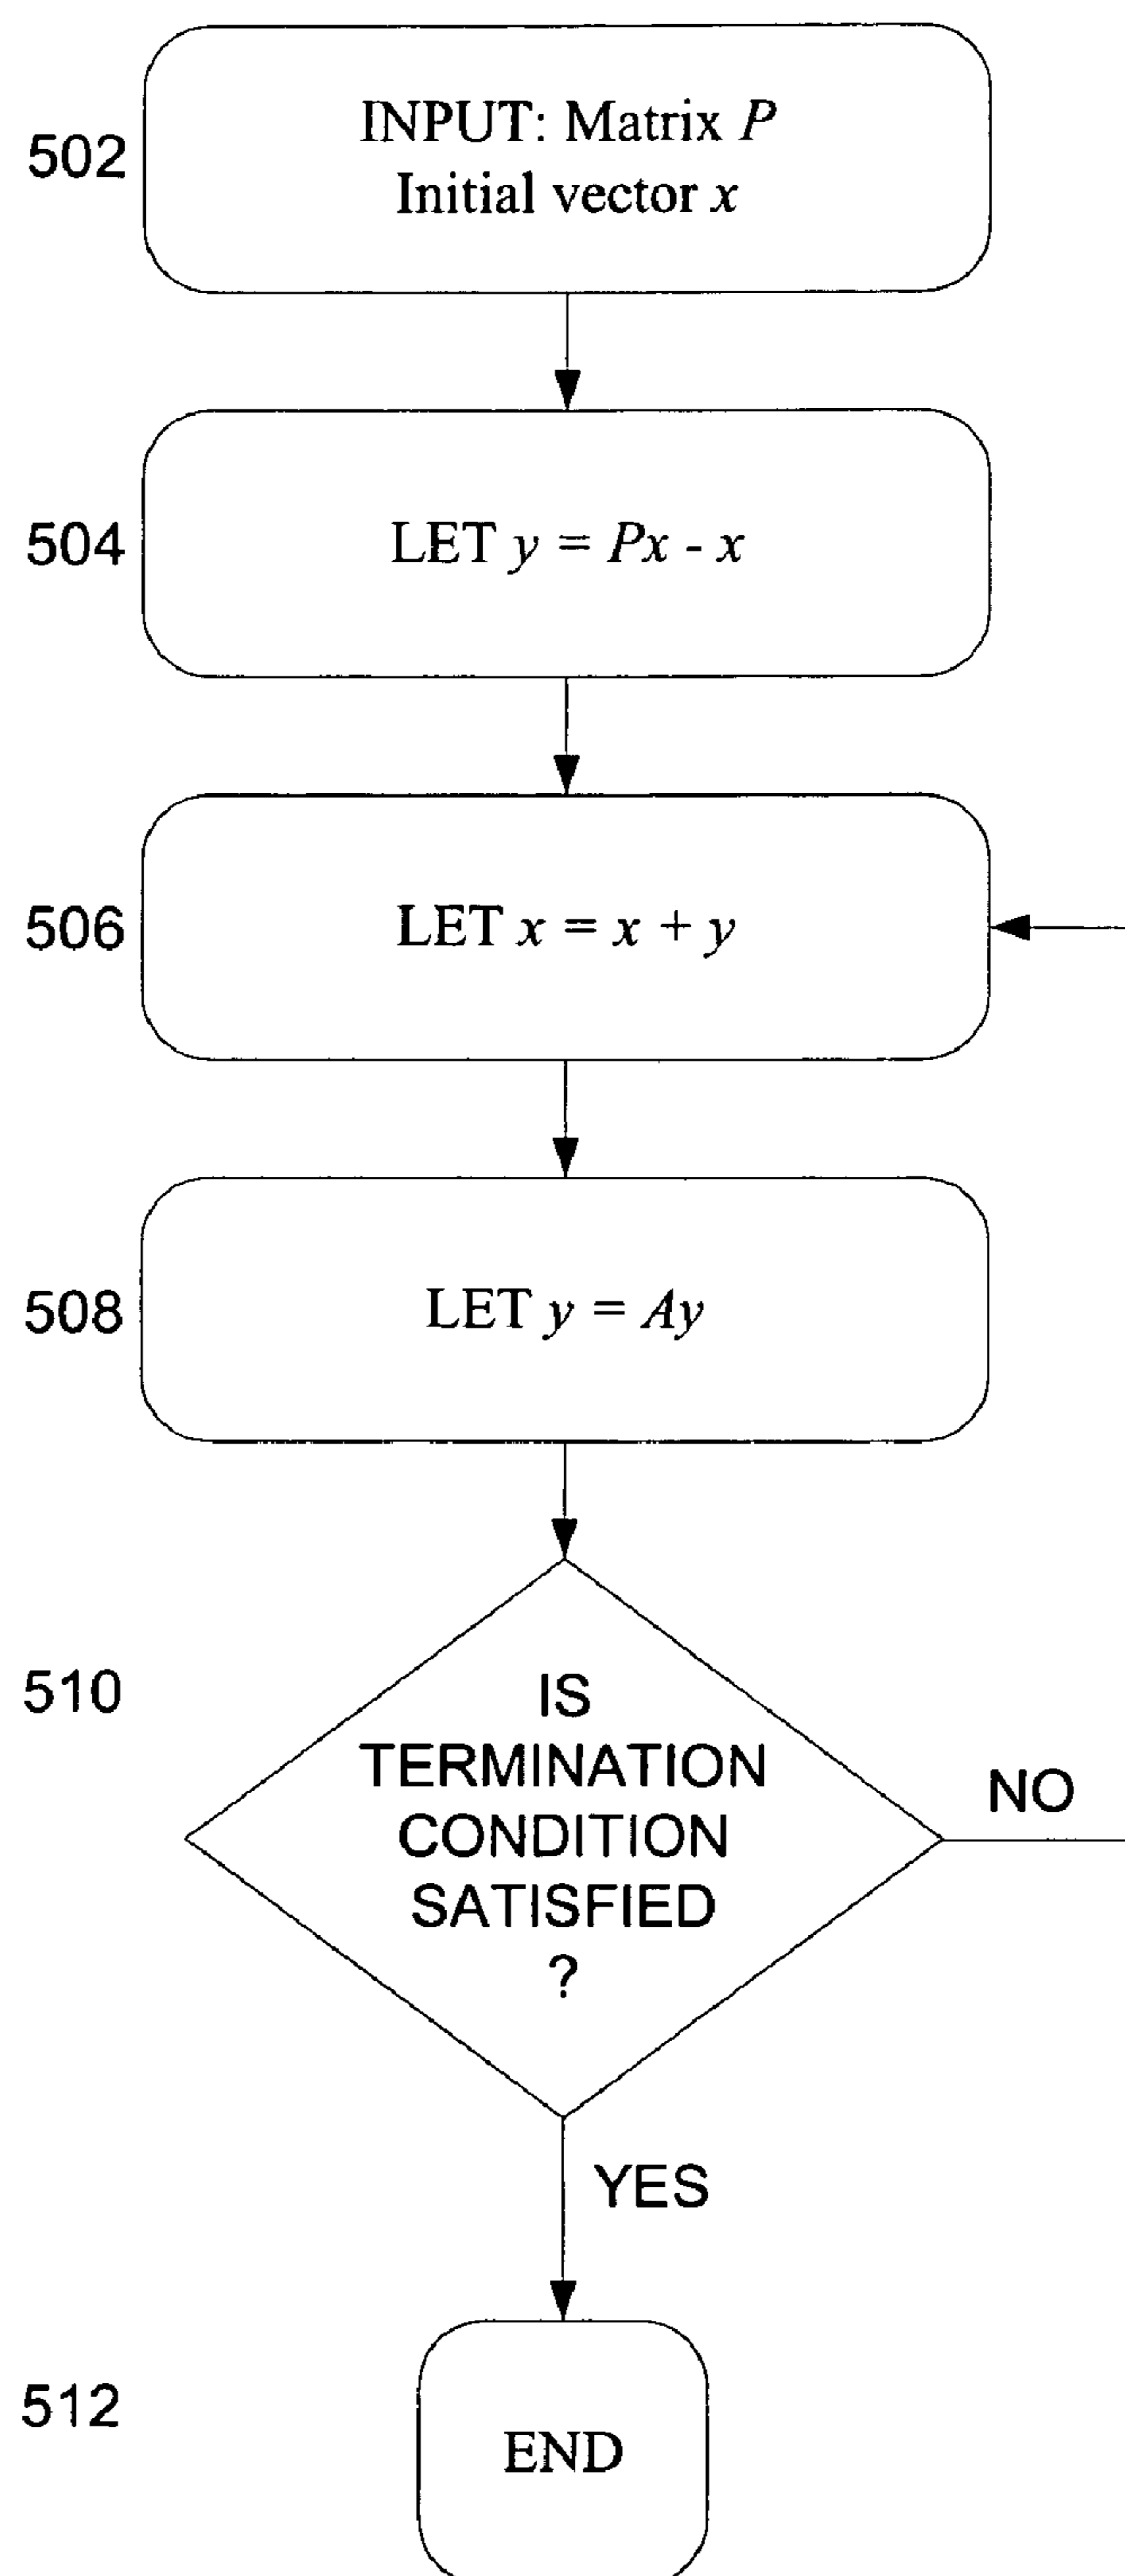 502
INPUT: Matrix P
Initial vector x
504
LET y = Px - x
506
LET x = x + y
508
LET y = Ay
510
IS
TERMINATION
CONDITION
SATISFIED
?
NO
YES
512
END